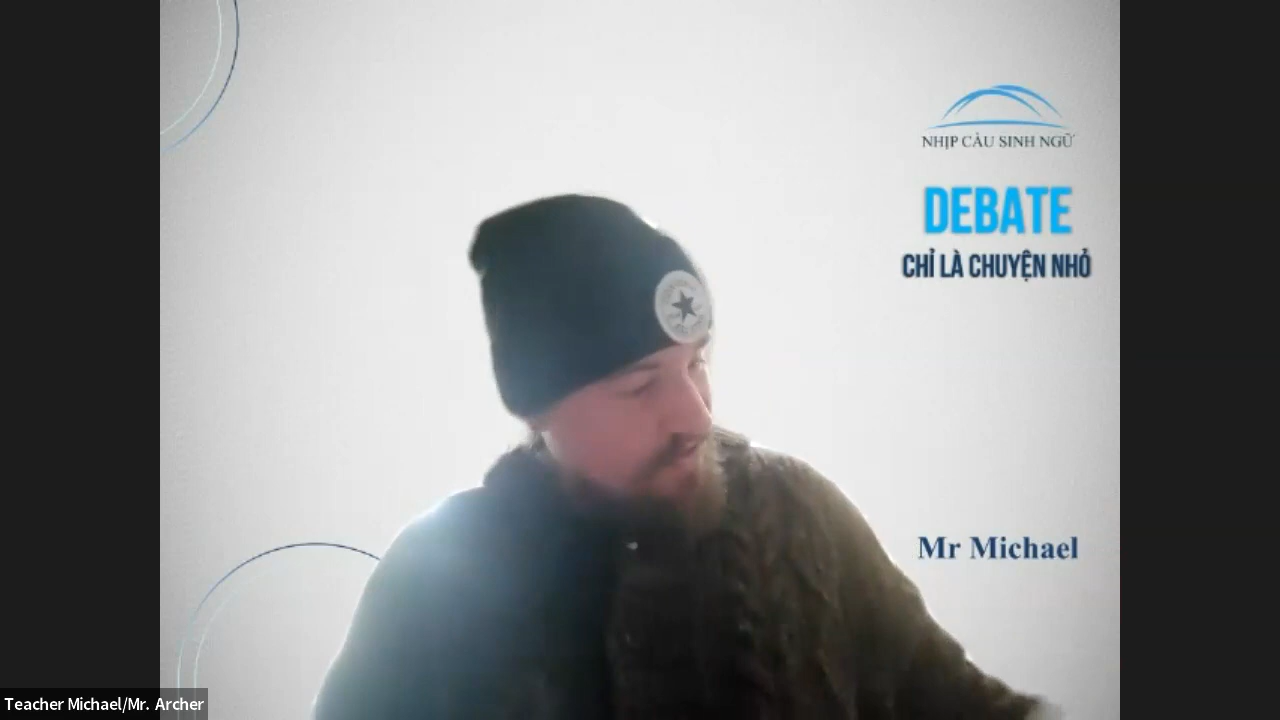 NHỊP CẦU SINH NGỮ
DEBATE
CHỈ LÀ CHUYỆN NHỎ
Mr Michael
Teacher Michael/Mr. Archer